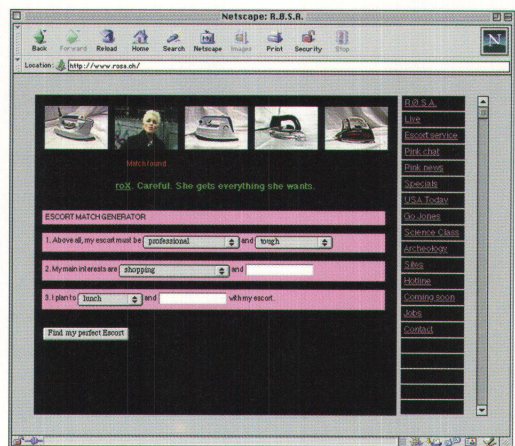 Netscape: R.O.S.A.
Back Forward Reload Home Search Netscape Images Print Security Stop
N
Location: http://www.rosa.ch/
Match found
roX. Careful. She gets everything she wants.
ESCORT MATCH GENERATOR
1. Above all, my escort must be professional and tough
2. My main interests are shopping and
3. I plan to lunch and with my escort.
Find my perfect Escort
R.O.S.A.
Live
Escort service
Pink chat
Pink news
Specials
USA Today
Go Jones
Science Class
Archeology
Sites
Hotline
Coming soon
Jobs
Contact